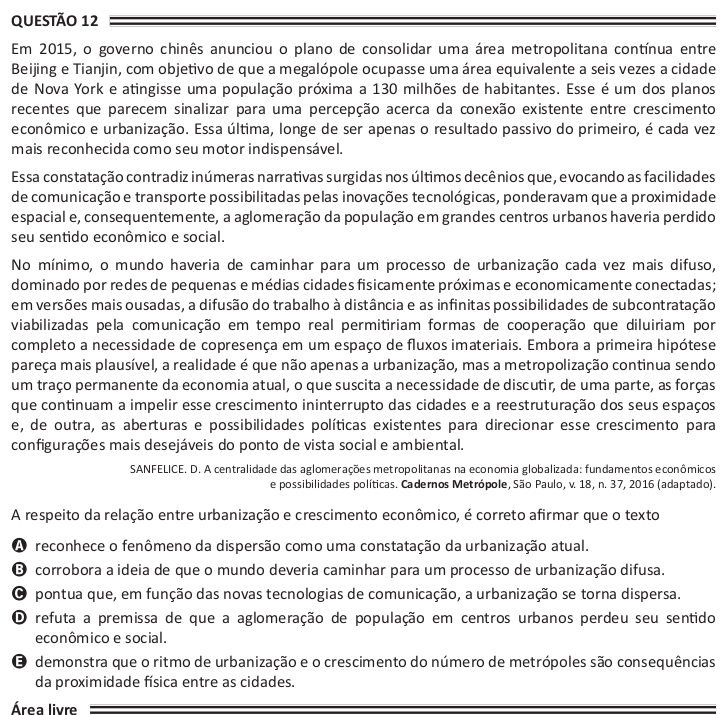 QUESTÃO 12
Em 2015, o governo chinês anunciou o plano de consolidar uma área metropolitana contínua entre
Beijing e Tianjin, com objetivo de que a megalópole ocupasse uma área equivalente a seis vezes a cidade
de Nova York e atingisse uma população próxima a 130 milhões de habitantes. Esse é um dos planos
recentes que parecem sinalizar para uma percepção acerca da conexão existente entre crescimento
econômico e urbanização. Essa última, longe de ser apenas o resultado passivo do primeiro, é cada vez
mais reconhecida como seu motor indispensável.
Essa constatação contradiz inúmeras narrativas surgidas nos últimos decênios que, evocando as facilidades
de comunicação e transporte possibilitadas pelas inovações tecnológicas, ponderavam que a proximidade
espacial e, consequentemente, a aglomeração da população em grandes centros urbanos haveria perdido
seu sentido econômico e social.
No mínimo, o mundo haveria de caminhar para um processo de urbanização cada vez mais difuso,
dominado por redes de pequenas e médias cidades fisicamente próximas e economicamente conectadas;
em versões mais ousadas, a difusão do trabalho à distância e as infinitas possibilidades de subcontratação
viabilizadas pela comunicação em tempo real permitiriam formas de cooperação que diluiriam por
completo a necessidade de copresença em um espaço de fluxos imateriais. Embora a primeira hipótese
pareça mais plausível, a realidade é que não apenas a urbanização, mas a metropolização continua sendo
um traço permanente da economia atual, o que suscita a necessidade de discutir, de uma parte, as forças
que continuam a impelir esse crescimento ininterrupto das cidades e a reestruturação dos seus espaços
e, de outra, as aberturas e possibilidades políticas existentes para direcionar esse crescimento para
configurações mais desejáveis do ponto de vista social e ambiental.
SANFELICE. D. A centralidade das aglomerações metropolitanas na economia globalizada: fundamentos econômicos
e possibilidades políticas. Cadernos Metrópole, São Paulo, v. 18, n. 37, 2016 (adaptado).
A respeito da relação entre urbanização e crescimento econômico, é correto afirmar que o texto
A reconhece o fenômeno da dispersão como uma constatação da urbanização atual.
B corrobora a ideia de que o mundo deveria caminhar para um processo de urbanização difusa.
C pontua que, em função das novas tecnologias de comunicação, a urbanização se torna dispersa.
D refuta a premissa de que a aglomeração de população em centros urbanos perdeu seu sentido
econômico e social.
E demonstra que o ritmo de urbanização e o crescimento do número de metrópoles são consequências
da proximidade física entre as cidades.
Área livre